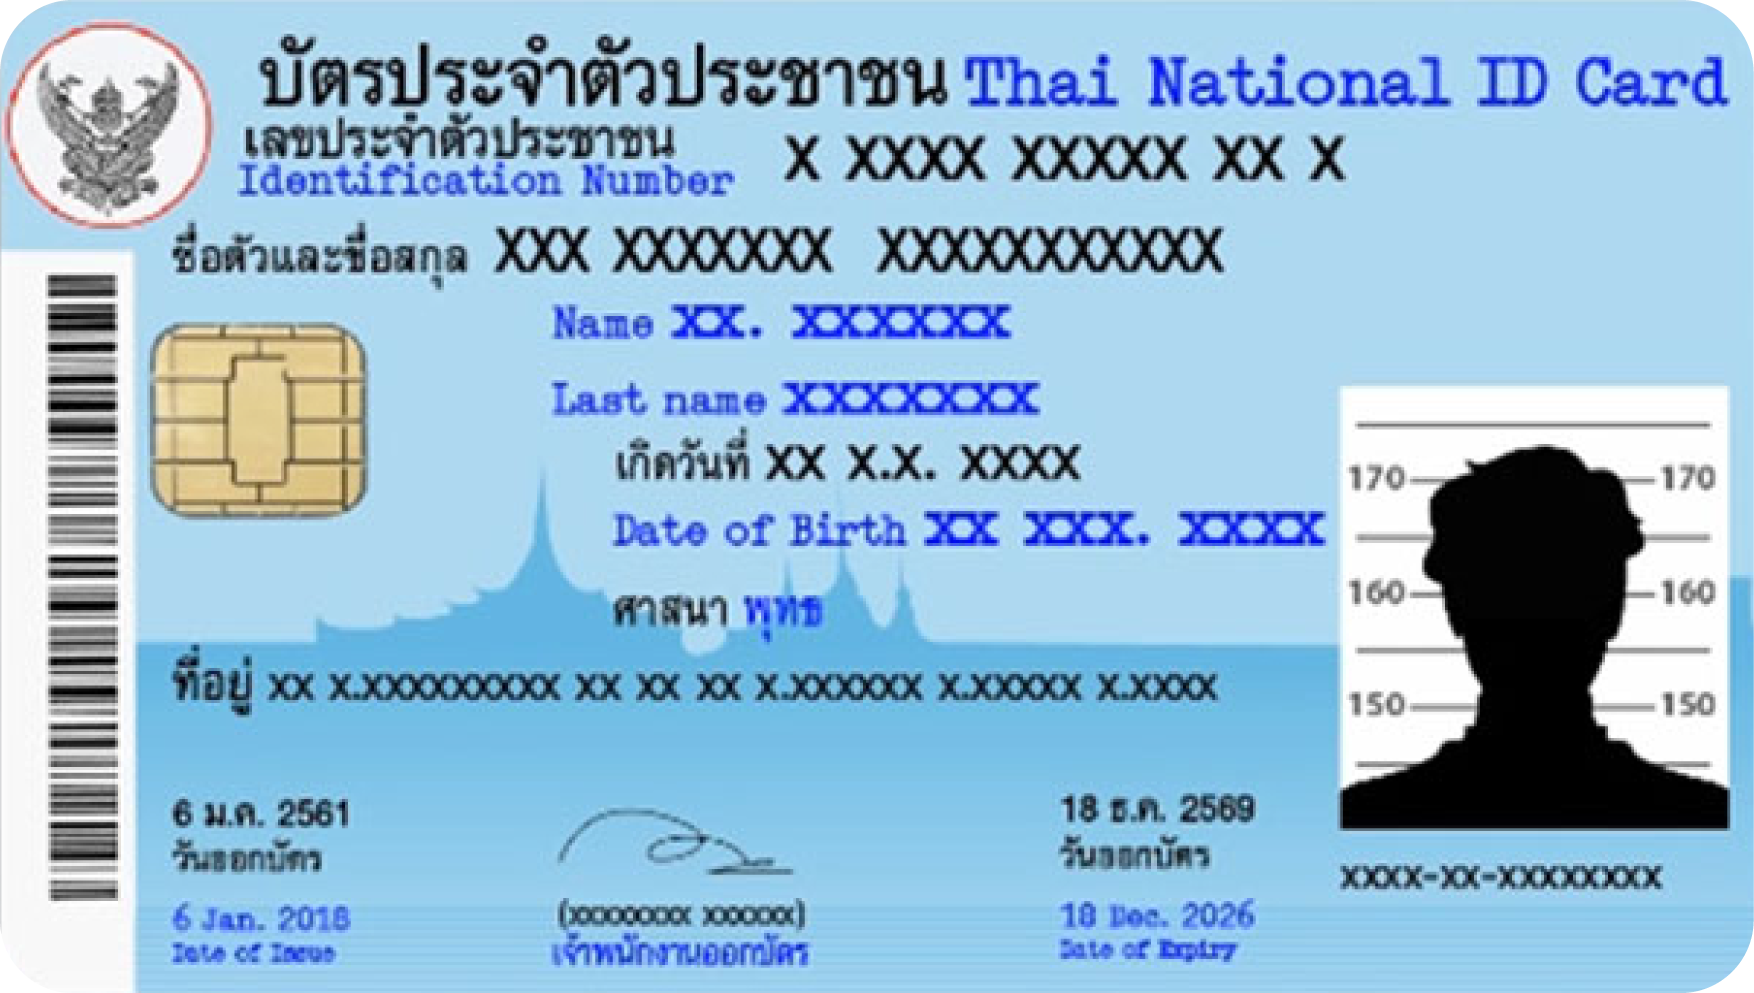 บัตรประจำตัวประชาชน Thai National ID Card
เลขประจำตัวประชาชน
Identification Number X XXXX XXXXX XX X
ชื่อตัวและชื่อสกุล XXX XXXXXXX XXXXXXXXXXX
Name XX. XXXXXX
Last name XXXXXXXX
เกิดวันที่ XX X.X. XXXX
Date of Birth XX XXX. XXXX
ศาสนา พุทธ
ที่อยู่ XX X.XXXXXXXXX XX XX XX X.XXXXXX X.XXXXX X.XXXX
170 170
160 160
150 150
6 ม.ค. 2561
วันออกบัตร
6 Jan. 2018
Date of Issue
(XXXXXXXX XXXXXX)
เจ้าพนักงานออกบัตร
18 ธ.ค. 2569
วันออกบัตร
18 Dec. 2026
Date of Expiry
XXXX-XX-XXXXXXXX